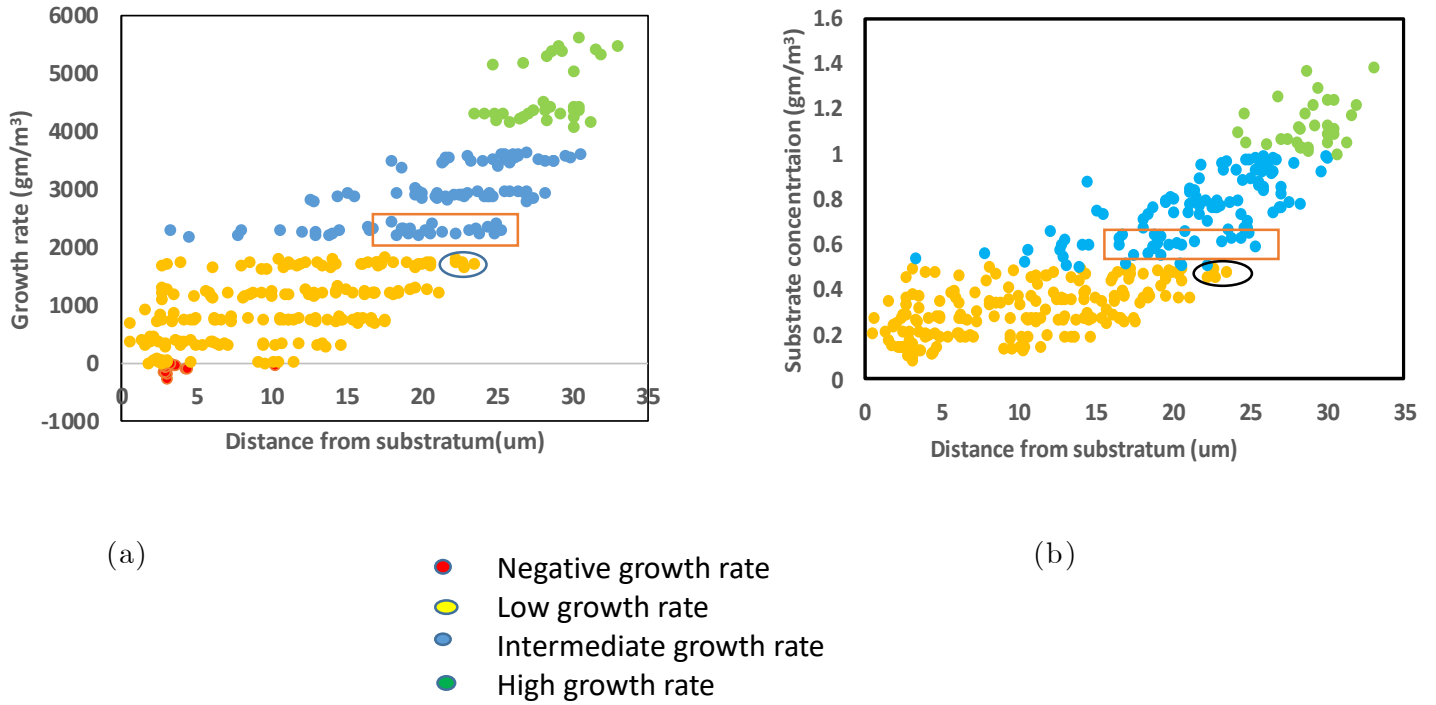 6000
5000
4000
3000
2000
1000
0
-1000
Growth rate (gm/m³)
0 5 10 15 20 25 30 35
Distance from substratum(um)
(a)
1.6
1.4
1.2
1
0.8
0.6
0.4
0.2
0
Substrate concentrtaion (gm/m³)
0 5 10 15 20 25 30 35
Distance from substratum (um)
(b)
Negative growth rate
Low growth rate
Intermediate growth rate
High growth rate